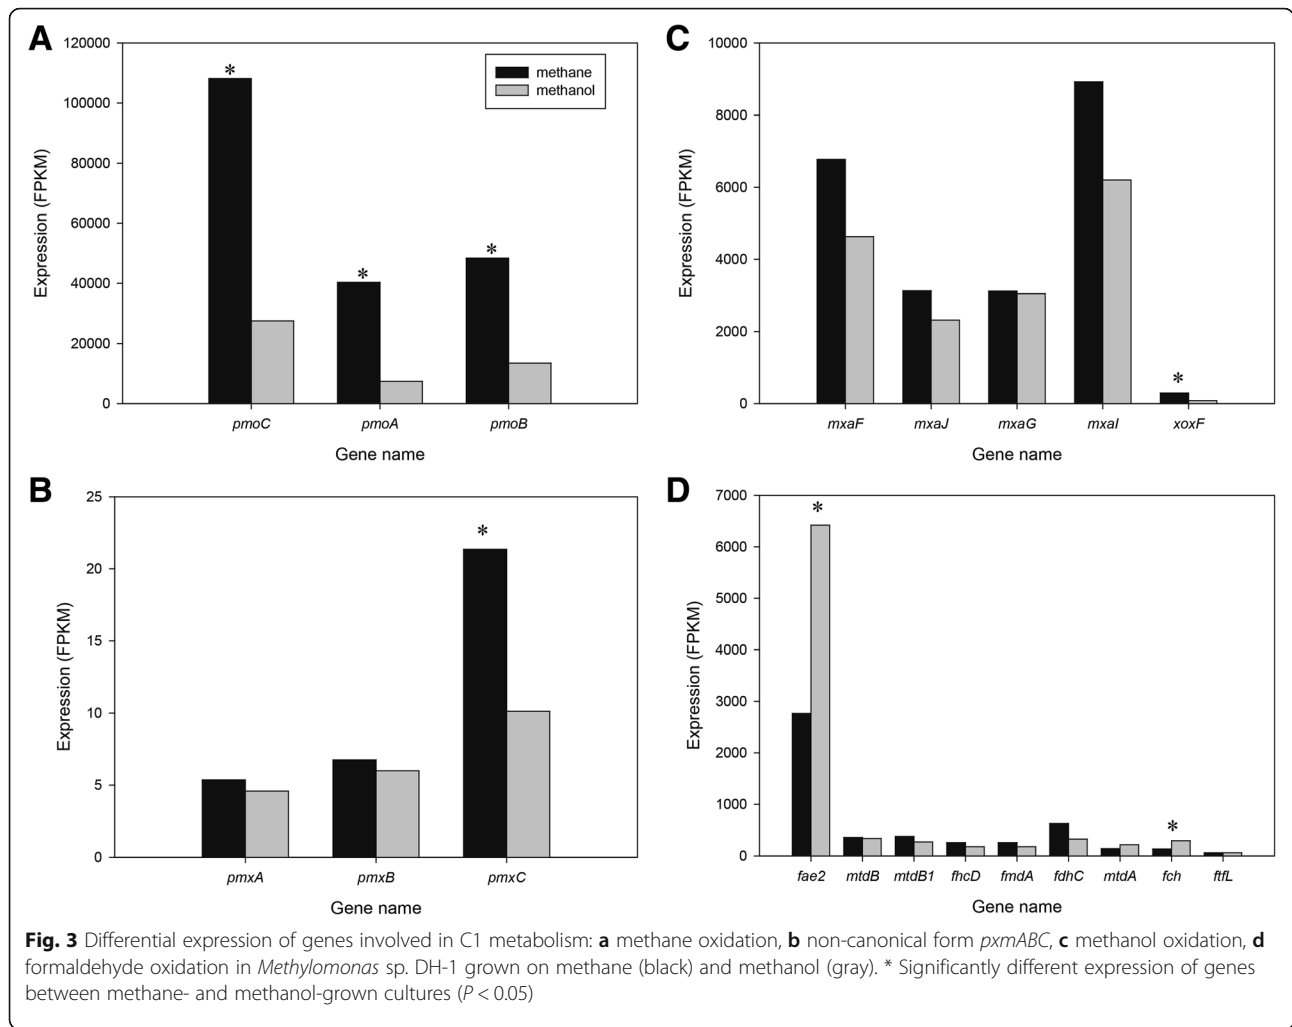 A
120000
100000
80000
60000
40000
20000
0
Expression (FPKM)
*
*
*
methane
methanol
pmoC pmoA pmoB
Gene name
C
10000
8000
6000
4000
2000
0
Expression (FPKM)
*
mxaF mxaJ mxaG mxaI xoxF
Gene name
B
25
20
15
10
5
0
Expression (FPKM)
*
pmxA pmxB pmxC
Gene name
D
7000
6000
5000
4000
3000
2000
1000
0
Expression (FPKM)
*
*
fae2 mtdB mtdB1 fhcD fmdA fdhC mtdA fch ftfL
Gene name
Fig. 3 Differential expression of genes involved in C1 metabolism: a methane oxidation, b non-canonical form pxmABC, c methanol oxidation, d
formaldehyde oxidation in Methylomonas sp. DH-1 grown on methane (black) and methanol (gray). * Significantly different expression of genes
between methane- and methanol-grown cultures (P < 0.05)